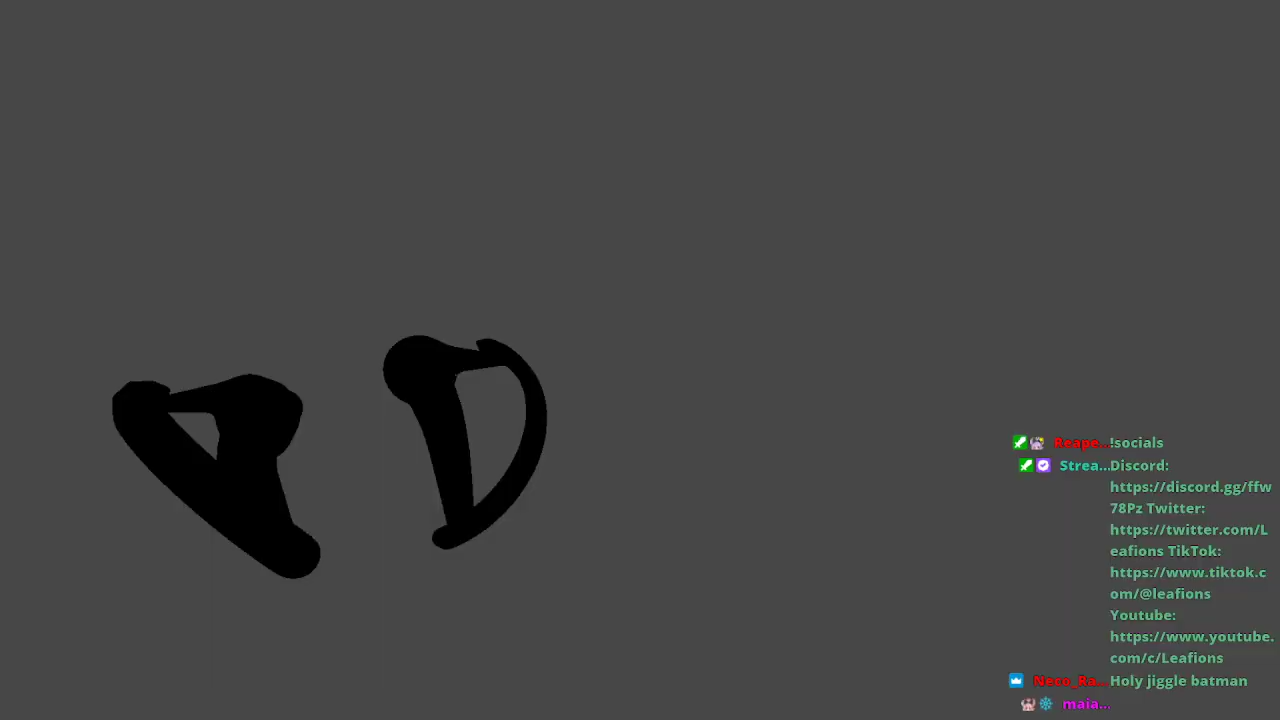 Reape... !socials
Strea... Discord:
https://discord.gg/ffw
78Pz Twitter:
https://twitter.com/L
eafions TikTok:
https://www.tiktok.c
om/@leafions
Youtube:
https://www.youtube.
com/c/Leafions
Neco_Ra... Holy jiggle batman
maia...